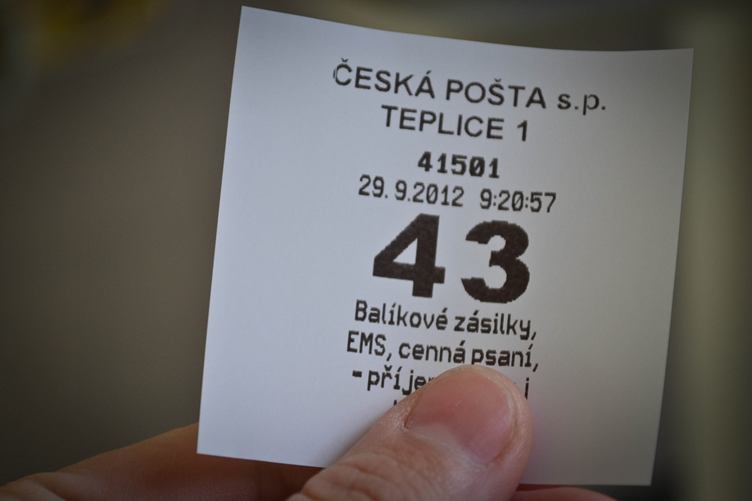 ČESKÁ POŠTA s.p.
TEPLICE 1
41501
29.9.2012 9:20:57
43
Balíkové zásilky,
EMS, cenná psaní,